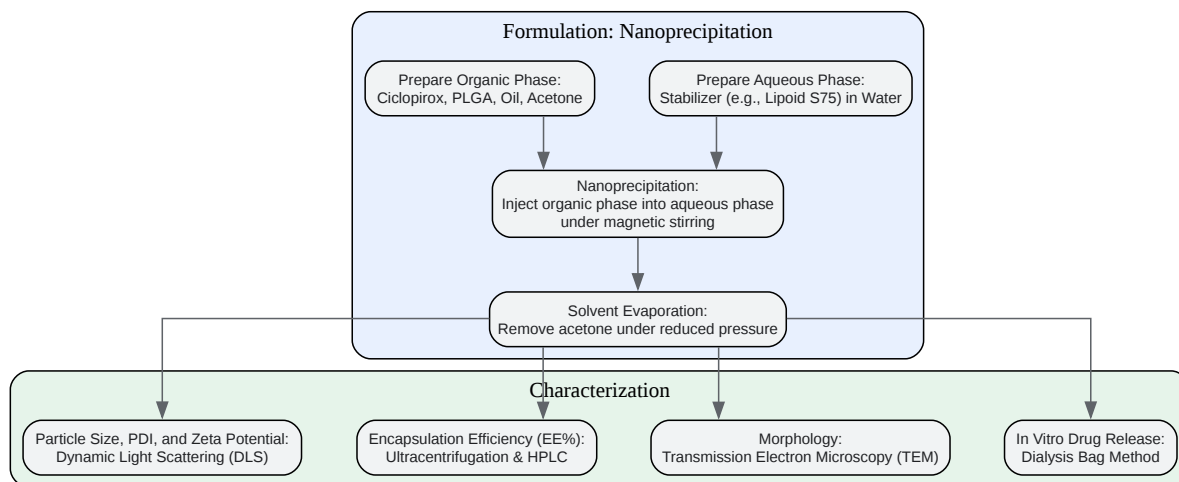 Formulation: Nanoprecipitation
Prepare Organic Phase:
Ciclopirox, PLGA, Oil, Acetone
Prepare Aqueous Phase:
Stabilizer (e.g., Lipoid S75) in Water
Nanoprecipitation:
Inject organic phase into aqueous phase
under magnetic stirring
Solvent Evaporation:
Remove acetone under reduced pressure
Characterization
Particle Size, PDI, and Zeta Potential:
Dynamic Light Scattering (DLS)
Encapsulation Efficiency (EE%):
Ultracentrifugation & HPLC
Morphology:
Transmission Electron Microscopy (TEM)
In Vitro Drug Release:
Dialysis Bag Method